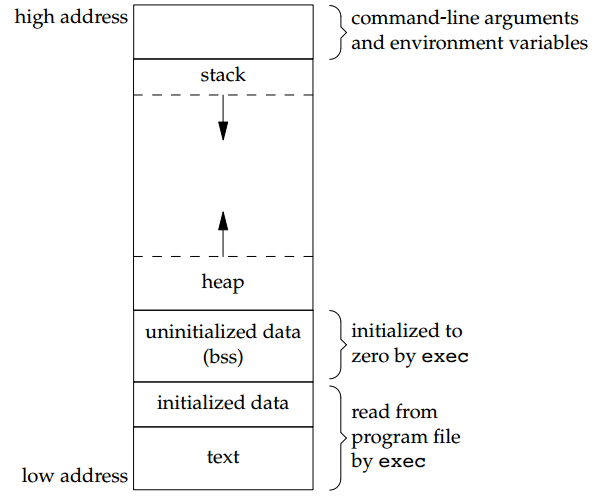 high address
command-line arguments
and environment variables
stack
heap
uninitialized data
(bss)
initialized to
zero by exec
initialized data
read from
program file
by exec
text
low address